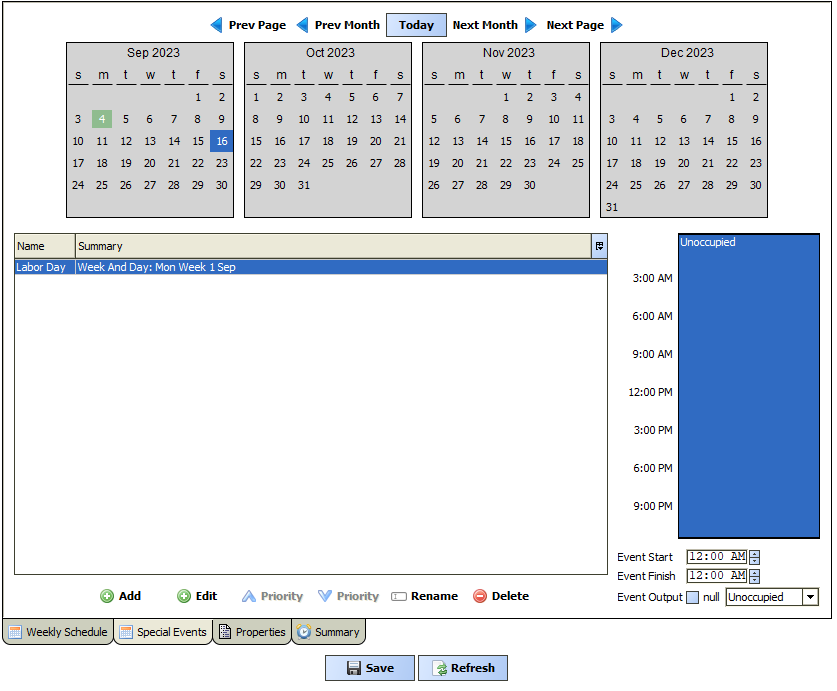 Prev Page Prev Month Today Next Month Next Page
Sep 2023 Oct 2023 Nov 2023 Dec 2023
s m t w t f s s m t w t f s s m t w t f s s m t w t f s
1 2 1 2 3 4 5 6 7 1 2 3 4 1 2
3 4 5 6 7 8 9 8 9 10 11 12 13 14 5 6 7 8 9 10 11 3 4 5 6 7 8 9
10 11 12 13 14 15 16 15 16 17 18 19 20 21 12 13 14 15 16 17 18 10 11 12 13 14 15 16
17 18 19 20 21 22 23 22 23 24 25 26 27 28 19 20 21 22 23 24 25 17 18 19 20 21 22 23
24 25 26 27 28 29 30 29 30 31 26 27 28 29 30 24 25 26 27 28 29 30
31
Name Summary
Labor Day Week And Day: Mon Week 1 Sep
Unoccupied
3:00 AM
6:00 AM
9:00 AM
12:00 PM
3:00 PM
6:00 PM
9:00 PM
Event Start 12:00 AM
Event Finish 12:00 AM
Event Output null Unoccupied
Add Edit Priority Priority Rename Delete
Weekly Schedule Special Events Properties Summary
Save Refresh